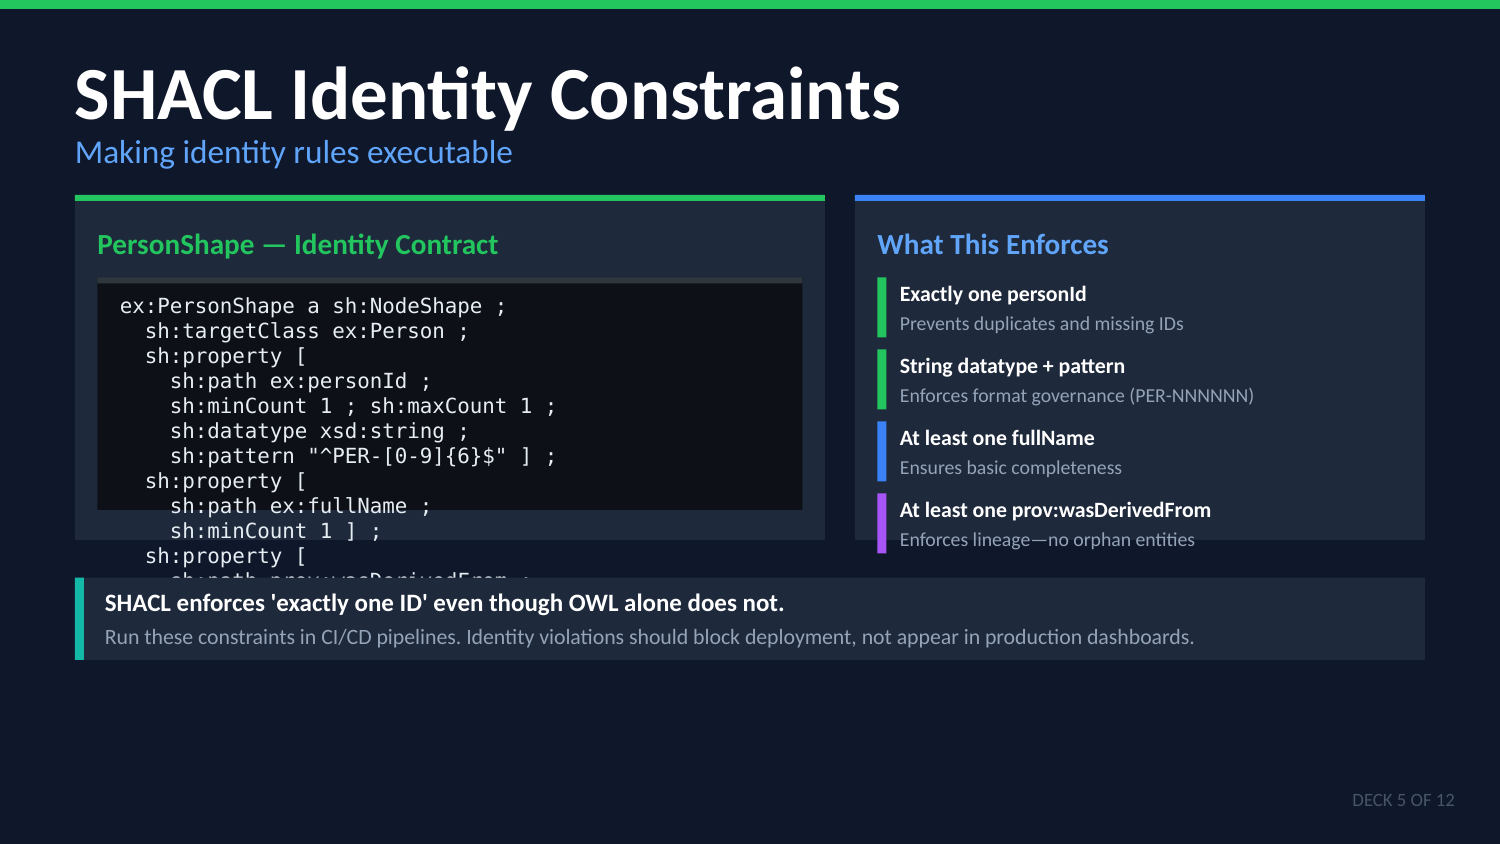 SHACL Identity Constraints
Making identity rules executable
PersonShape — Identity Contract
ex:PersonShape a sh:NodeShape ;
  sh:targetClass ex:Person ;
  sh:property [
    sh:path ex:personId ;
    sh:minCount 1 ; sh:maxCount 1 ;
    sh:datatype xsd:string ;
    sh:pattern "^PER-[0-9]{6}$" ] ;
  sh:property [
    sh:path ex:fullName ;
    sh:minCount 1 ] ;
  sh:property [
    sh:path prov:wasDerivedFrom ;
What This Enforces
Exactly one personId
Prevents duplicates and missing IDs
String datatype + pattern
Enforces format governance (PER-NNNNNN)
At least one fullName
Ensures basic completeness
At least one prov:wasDerivedFrom
Enforces lineage—no orphan entities
SHACL enforces 'exactly one ID' even though OWL alone does not.
Run these constraints in CI/CD pipelines. Identity violations should block deployment, not appear in production dashboards.
DECK 5 OF 12